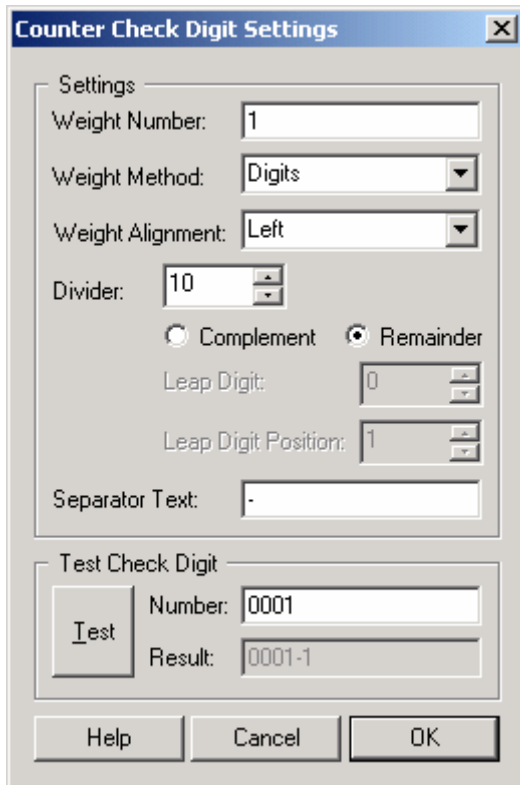 Counter Check Digit Settings
Settings
Weight Number: 1
Weight Method: Digits
Weight Alignment: Left
Divider: 10
Complement Remainder
Leap Digit: 0
Leap Digit Position: 1
Separator Text: -
Test Check Digit
Test
Number: 0001
Result: 0001-1
Help Cancel OK